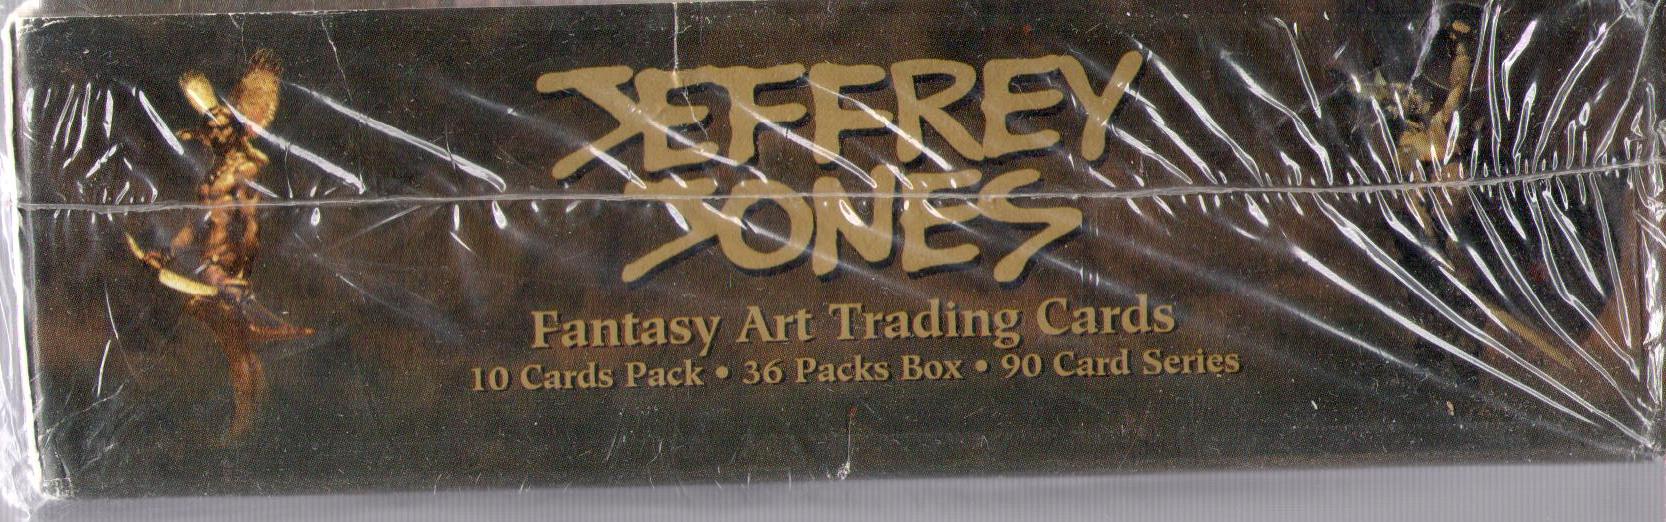 JEFFREY
JONES
Fantasy Art Trading Cards
10 Cards Pack • 36 Packs Box • 90 Card Series